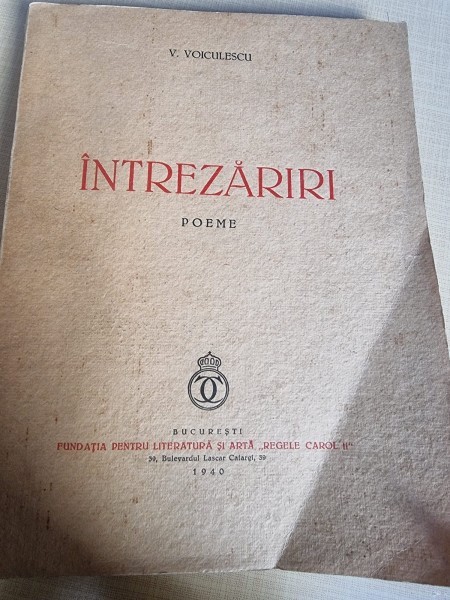 V. VOICULESCU
ÎNTREZĂRIRI
POEME
BUCUREȘTI
FUNDAȚIA PENTRU LITERATURĂ ȘI ARTĂ „REGELE CAROL II"
39, Bulevardul Lascar Catargi, 39
1940